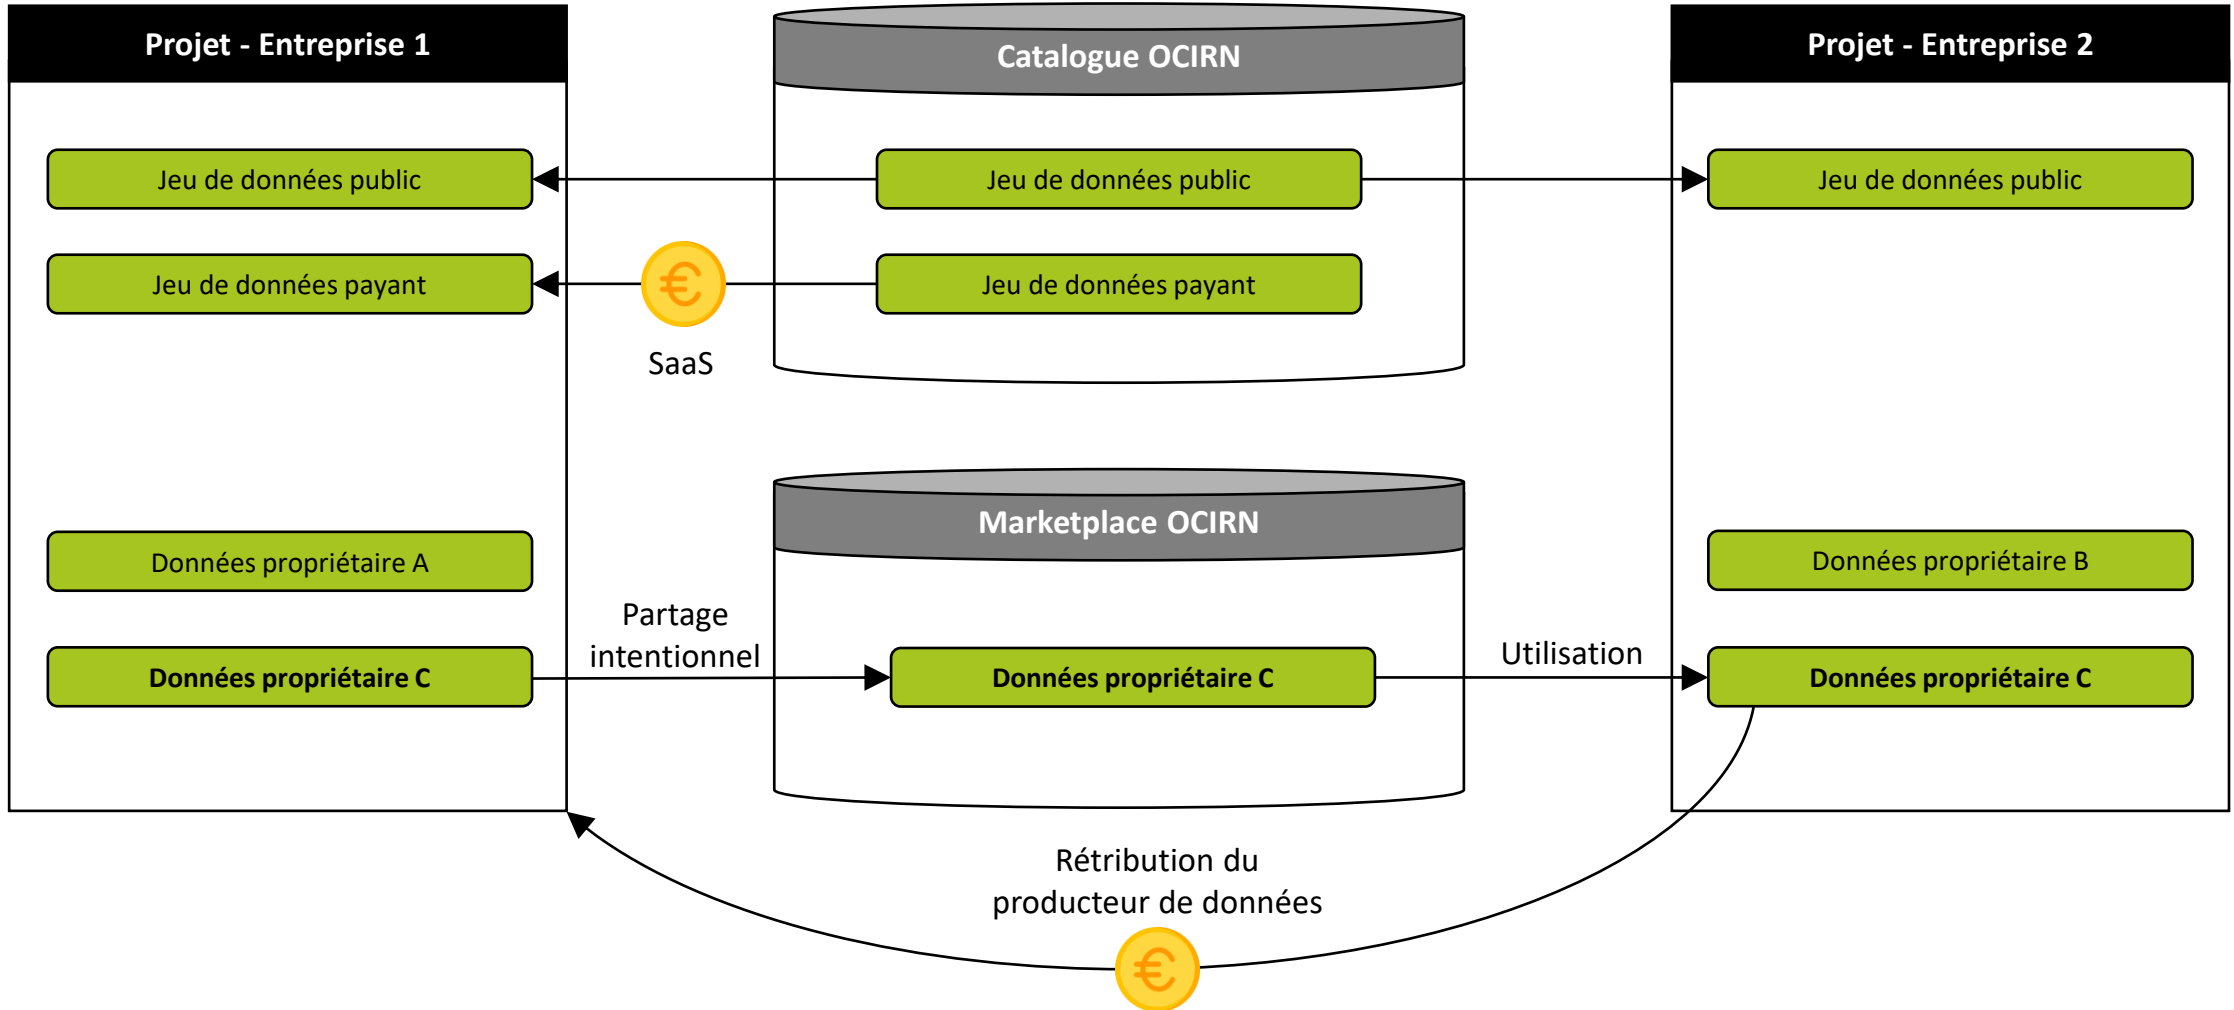 Projet - Entreprise 1
Catalogue OCIRN
Projet - Entreprise 2
Jeu de données public
Jeu de données public
Jeu de données public
Jeu de données payant
€
Jeu de données payant
SaaS
Marketplace OCIRN
Données propriétaire A
Données propriétaire B
Partage
intentionnel
Utilisation
Données propriétaire C
Données propriétaire C
Données propriétaire C
Rétribution du
producteur de données
€